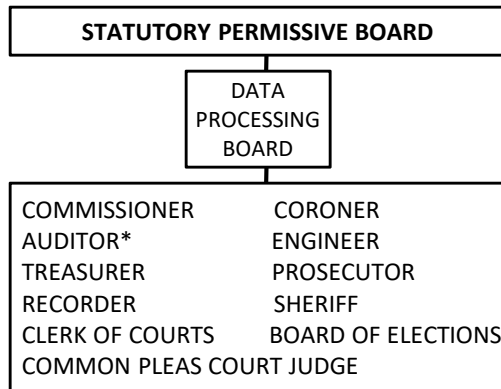 STATUTORY PERMISSIVE BOARD
DATA
PROCESSING
BOARD
COMMISSIONER CORONER
AUDITOR* ENGINEER
TREASURER PROSECUTOR
RECORDER SHERIFF
CLERK OF COURTS BOARD OF ELECTIONS
COMMON PLEAS COURT JUDGE